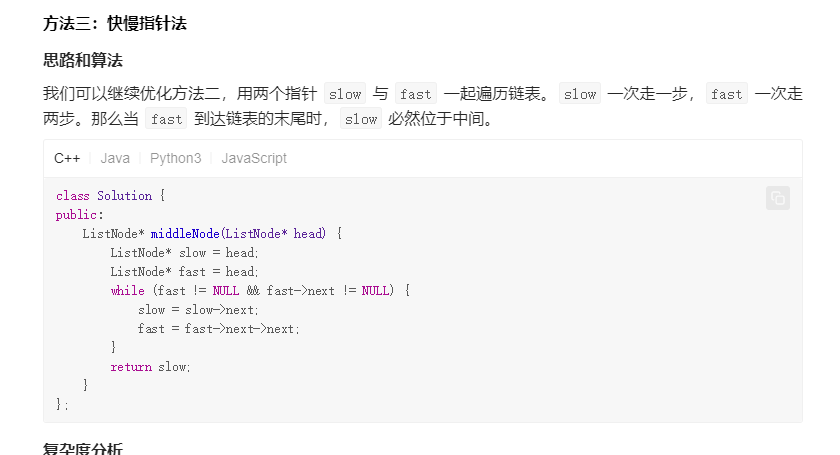 方法三：快慢指针法
思路和算法
我们可以继续优化方法二，用两个指针 slow 与 fast 一起遍历链表。slow 一次走一步，fast 一次走
两步。那么当 fast 到达链表的末尾时，slow 必然位于中间。
C++ Java Python3 JavaScript
class Solution {
public:
    ListNode* middleNode(ListNode* head) {
        ListNode* slow = head;
        ListNode* fast = head;
        while (fast != NULL && fast->next != NULL) {
            slow = slow->next;
            fast = fast->next->next;
        }
        return slow;
    }
};
复杂度分析